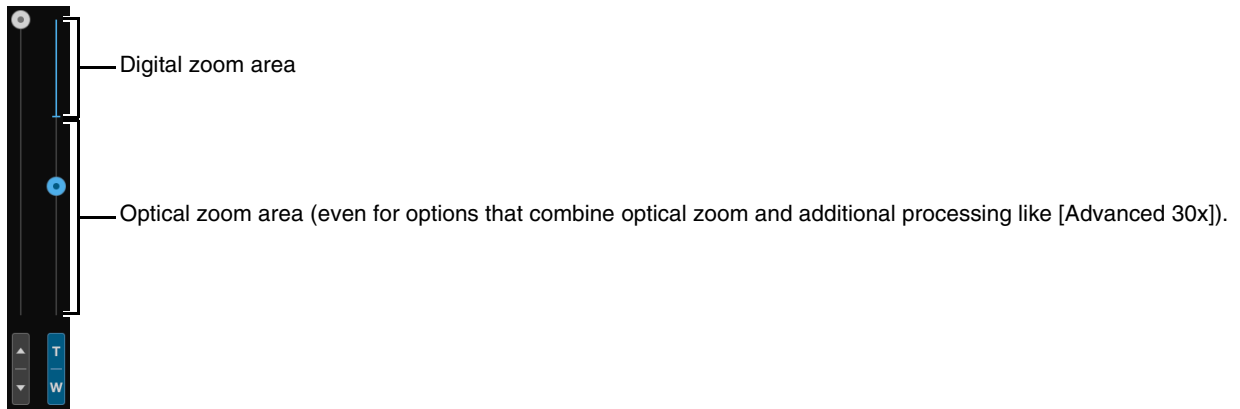 Digital zoom area
Optical zoom area (even for options that combine optical zoom and additional processing like [Advanced 30x]).
T
W